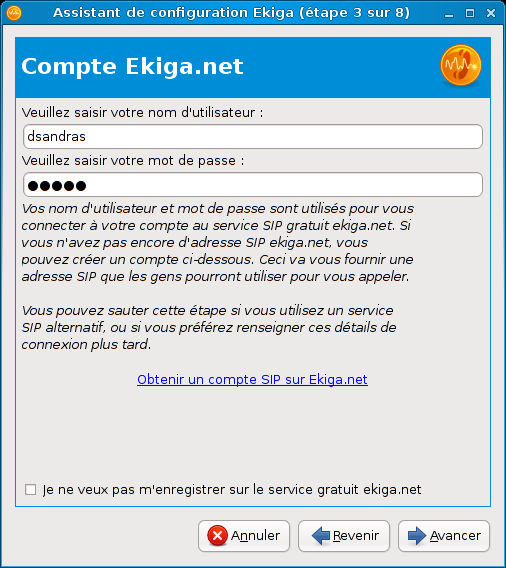 Assistant de configuration Ekiga (étape 3 sur 8)
Compte Ekiga.net
Veuillez saisir votre nom d'utilisateur :
dsandras
Veuillez saisir votre mot de passe :
●●●●●
Vos nom d'utilisateur et mot de passe sont utilisés pour vous
connecter à votre compte au service SIP gratuit ekiga.net. Si
vous n'avez pas encore d'adresse SIP ekiga.net, vous
pouvez créer un compte ci-dessous. Ceci va vous fournir une
adresse SIP que les gens pourront utiliser pour vous appeler.
Vous pouvez sauter cette étape si vous utilisez un service
SIP alternatif, ou si vous préférez renseigner ces détails de
connexion plus tard.
Obtenir un compte SIP sur Ekiga.net
Je ne veux pas m'enregistrer sur le service gratuit ekiga.net
Annuler Revenir Avancer